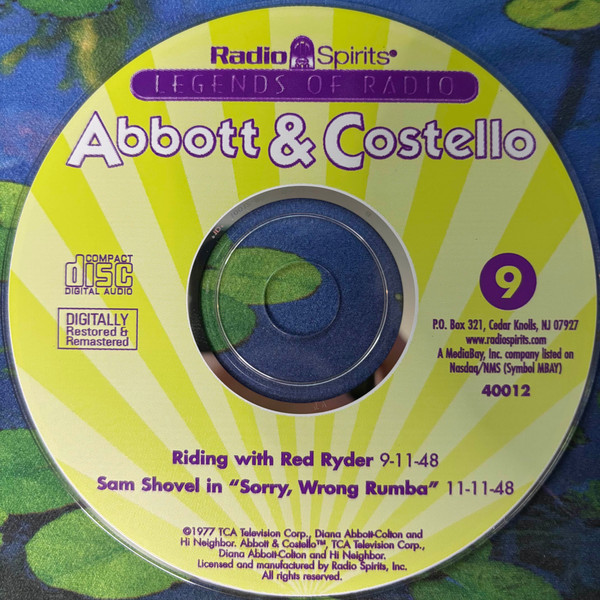 Radio Spirits®
LEGENDS OF RADIO
Abbott & Costello
COMPACT
disc
DIGITAL AUDIO
DIGITALLY
Restored &
Remastered
9
P.O. Box 321, Cedar Knolls, NJ 07927
www.radiospirits.com
A MediaBay, Inc. company listed on
Nasdaq/NMS (Symbol MBAY)
40012
Riding with Red Ryder 9-11-48
Sam Shovel in “Sorry, Wrong Rumba” 11-11-48
©1977 TCA Television Corp., Diana Abbott-Colton and
Hi Neighbor. Abbott & Costello™, TCA Television Corp.,
Diana Abbott-Colton and Hi Neighbor.
Licensed and manufactured by Radio Spirits, Inc.
All rights reserved.